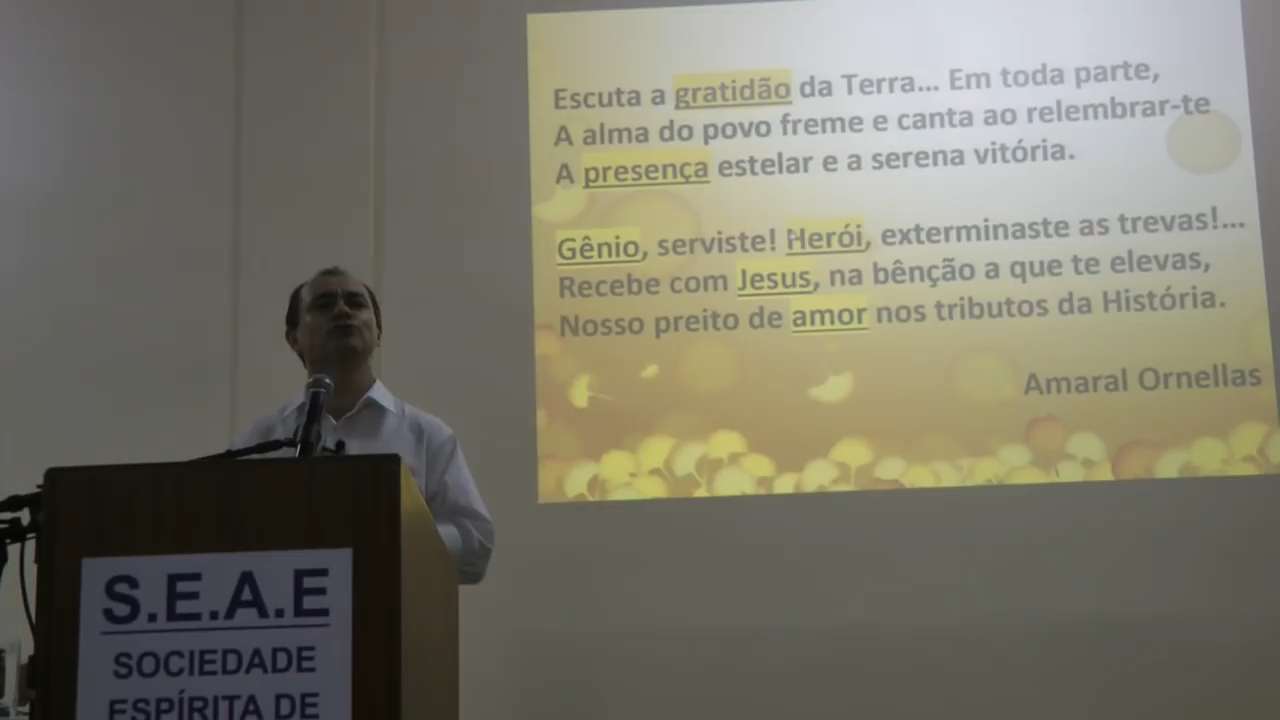 Escuta a gratidão da Terra... Em toda parte,
A alma do povo freme e canta ao relembrar-te
A presença estelar e a serena vitória.
Gênio, serviste! Herói, exterminaste as trevas!...
Recebe com Jesus, na bênção a que te elevas,
Nosso preito de amor nos tributos da História.
Amaral Ornellas
S.E.A.E
SOCIEDADE
ESPÍRITA DE